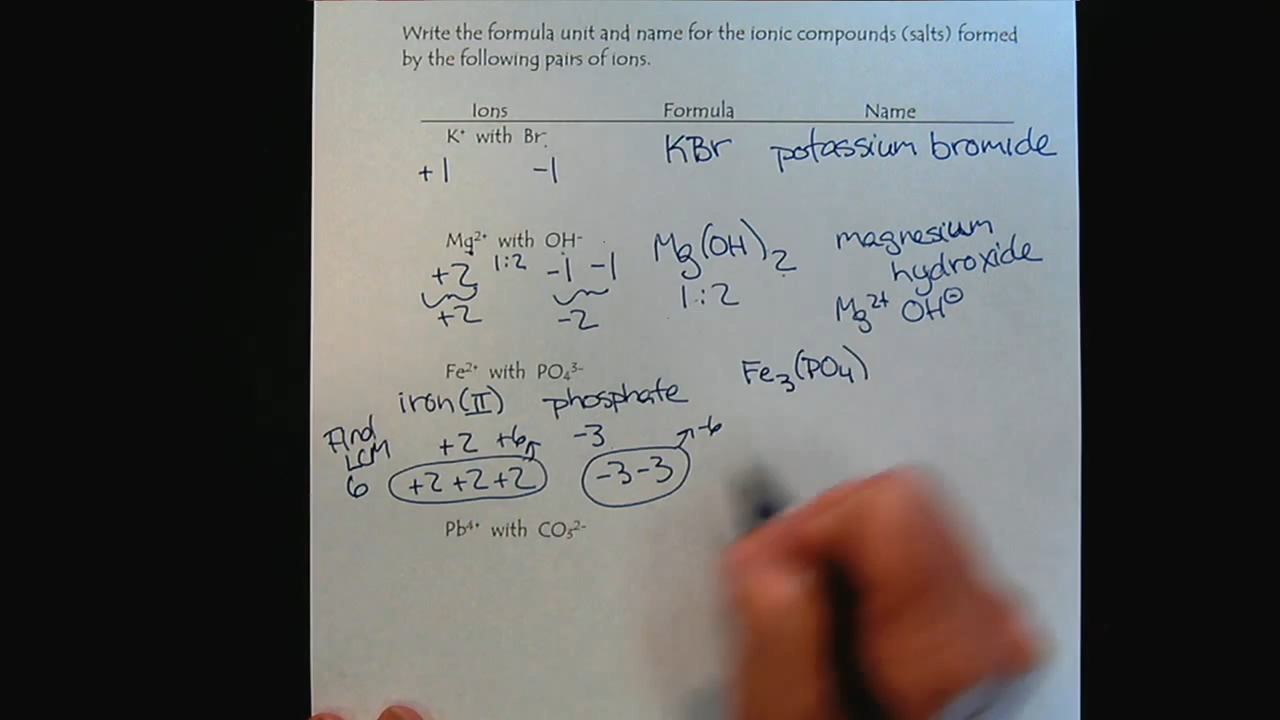 Write the formula unit and name for the ionic compounds (salts) formed
by the following pairs of ions.
Ions Formula Name
K⁺ with Br⁻ KBr potassium bromide
+1 -1
Mg²⁺ with OH⁻ Mg(OH)₂ magnesium
+2 1:2 -1 -1 hydroxide
+2 -2 1:2 Mg²⁺ OH⊖
Fe²⁺ with PO₄³⁻ Fe₃(PO₄)
iron(II) phosphate
Find +2 +6 -3 -6
LCM
6 +2 +2 +2 -3 -3
Pb⁴⁺ with CO₃²⁻